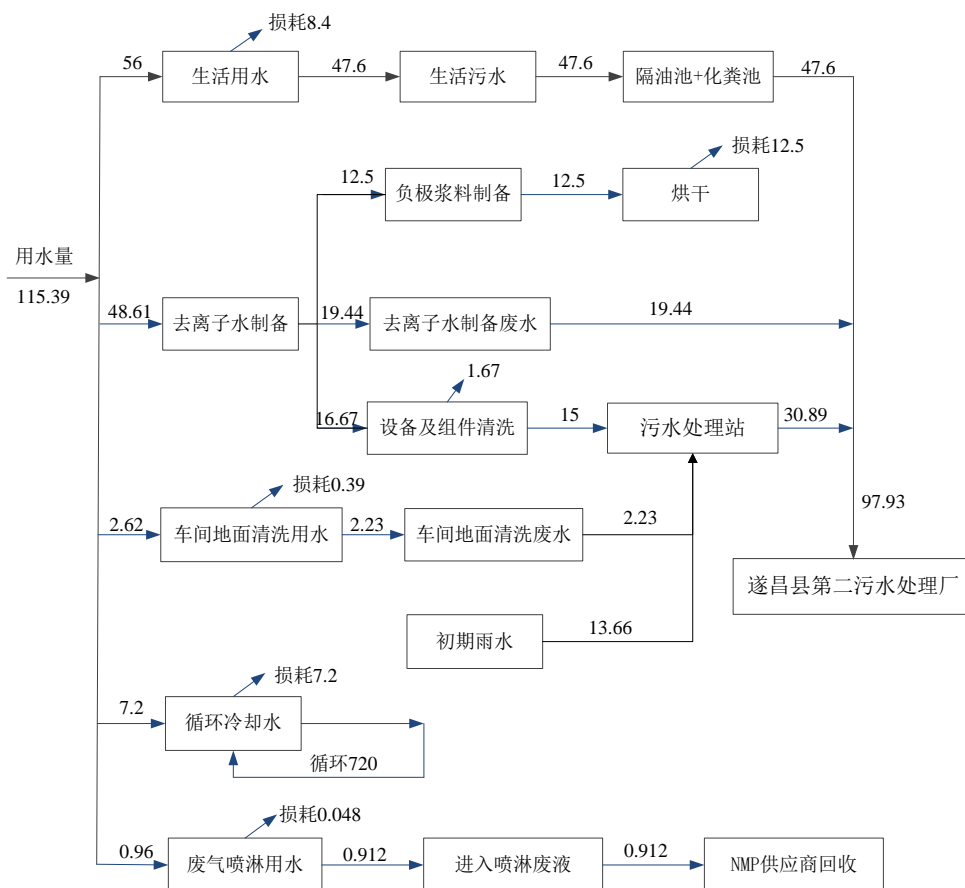 损耗8.4
56
生活用水
47.6
生活污水
47.6
隔油池+化粪池
47.6
损耗12.5
12.5
负极浆料制备
12.5
烘干
用水量
115.39
48.61
去离子水制备
19.44
去离子水制备废水
19.44
1.67
16.67
设备及组件清洗
15
污水处理站
30.89
损耗0.39
2.62
车间地面清洗用水
2.23
车间地面清洗废水
2.23
97.93
遂昌县第二污水处理厂
初期雨水
13.66
损耗7.2
7.2
循环冷却水
循环720
损耗0.048
0.96
废气喷淋用水
0.912
进入喷淋废液
0.912
NMP供应商回收